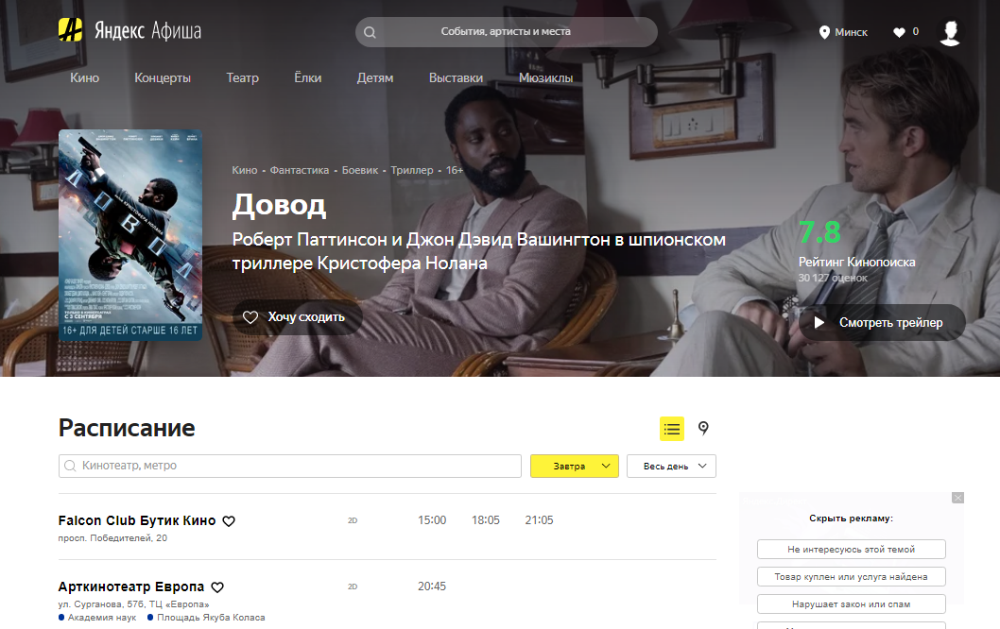 Яндекс Афиша
События, артисты и места
Минск
0
Кино Концерты Театр Ёлки Детям Выставки Мюзиклы
ДОВОД
С 3 СЕНТЯБРЯ
16+ ДЛЯ ДЕТЕЙ СТАРШЕ 16 ЛЕТ
Кино - Фантастика - Боевик - Триллер - 16+
Довод
Роберт Паттинсон и Джон Дэвид Вашингтон в шпионском
триллере Кристофера Нолана
Хочу сходить
7.8
Рейтинг Кинопоиска
30 127 оценок
Смотреть трейлер
Расписание
Кинотеатр, метро
Завтра
Весь день
Falcon Club Бутик Кино 2D 15:00 18:05 21:05
просп. Победителей, 20
Арткинотеатр Европа 2D 20:45
ул. Сурганова, 57б, ТЦ «Европа»
Академия наук Площадь Якуба Коласа
Скрыть рекламу:
Не интересуюсь этой темой
Товар куплен или услуга найдена
Нарушает закон или спам